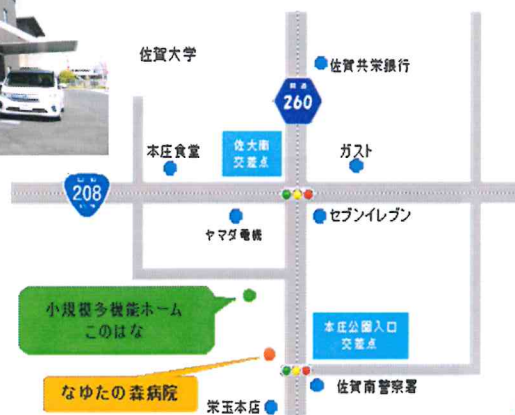 佐賀大学
佐賀共栄銀行
260
佐大南
交差点
本庄食堂
ガスト
208
ヤマダ電機
セブンイレブン
小規模多機能ホーム
このはな
本庄公園入口
交差点
なゆたの森病院
佐賀南警察署
栄玉本店